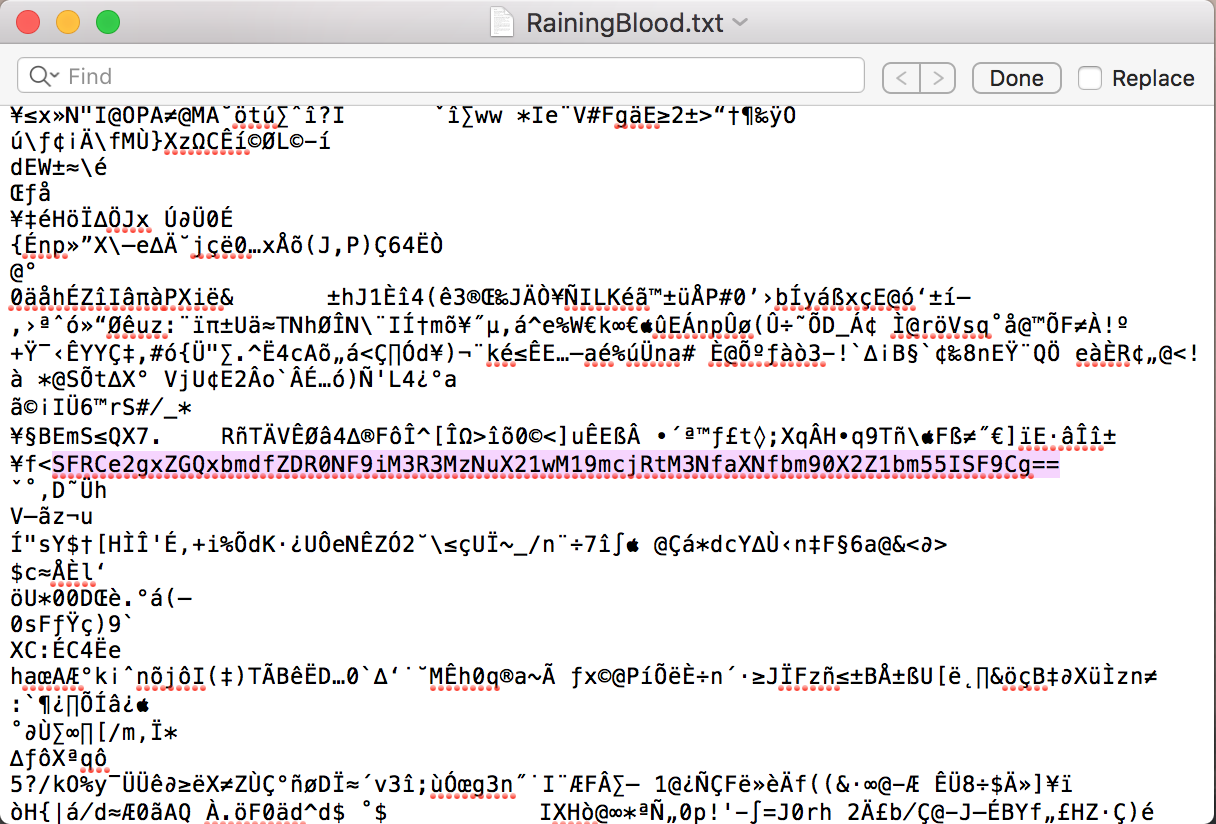 RainingBlood.txt
Find
Done
Replace
¥≤x»N"I@OPA≠@MA˘ötú∑ˆî?I ˇî∑ww *Ie¨V#FgäE≥2±>“†¶‰ÿO
ú\ƒ¢¡Ä\fMÙ}XzΩCÊí©ØL©–í
dEW±≈\é
Œƒå
¥‡éHöÏ∆ÖJx Ú∂Ü0É
{Énp»”X\—e∆Ä˘jçë0…xÅõ(J,P)Ç64ËÒ
@°
0äåhÉZîIâπàPXië& ±hJ1Èî4(ê3®Œ‰JÄÒ¥ÑILKéã™±üÅP#0’›bÍyáßxçE@ó‘±í—
‚›ªˆó»“Øêuz:¨ïπ±Uä≈TNhØÎN\¨IÍ†mõ¥˝µ‚á^e%W€k∞€ûEÁnpÛø(Û÷˜ÕD_Á¢ Ì@röVsq˚å@™ÕF≠À!º
+Ÿ¯‹ÊYYÇ‡‚#ó{Ü"∑.^Ë4cAõ„á<Ç∏Ód¥)¬¨ké≤ÊE…—aé%úÜna# È@Õºƒàò3–!`∆¡B§`¢‰8nEŸ¨QÖ eàÈR¢„@<!
à *@SÕt∆X° VjU¢E2Âo`ÂÉ…ó)Ñ'L4¿°a
ã©¡IÜ6™rS#⁄_*
¥§BEmS≤QX7. RñTÄVÊØâ4∆®FôÎ^[ÎΩ>îõ0©<]uÊEßÂ •´ª™ƒ£t◊;XqÂH•q9Tñ\Fß≠˝€]ïE·âÎî±
¥f<SFRCe2gxZGQxbmdfZDR0NF9iM3R3MzNuX21wM19mcjRtM3NfaXNfbm90X2Z1bm55ISF9Cg==
ˇ°‚D˜Üh
V—ãz¬u
Í"sY$†[HÌÎ'É‚+i%ÕdK·¿UÔeNÊZÓ2˘\≤çUÏ~_/n¨÷7î∫ @Çá*dcY∆Ù‹n‡F§6a@&<∂>
$c≈ÅÈl‘
öU*00DŒè.°á(—
0sFƒŸç)9`
XC:ÉC4Ëe
haœAÆ°ki^nõjôI(‡)TÃBêËD…0`∆‘˙˘MÊh0q®a~Ã ƒx©@PíÕëÈ÷n´·≥JÏFzñ≤±BÅ±ßU[ë˛∏&öçB‡∂XüÌzn≠
:`¶¿∏ÕÍâ¿
˚∂Ù∑∞∏[/m‚Ï*
∆ƒôXªqô
5?/kO%y¯ÜÜê∂≥ëX≠ZÙÇ°ñøDÏ≈´v3î;ùÓœg3n˝˙I¨ÆFÂ∑— 1@¿ÑÇFë»èÄf((&·∞@–Æ ÊÜ8÷$Ä»]¥ï
òH{|á⁄d≈Æ0ãAQ À.öF0äd^d$ ˚$ IXHò@∞*ªÑ„0p!'-∫=J0rh 2Ä£b⁄Ç@–J—ÉBYf„£HZ·Ç)é